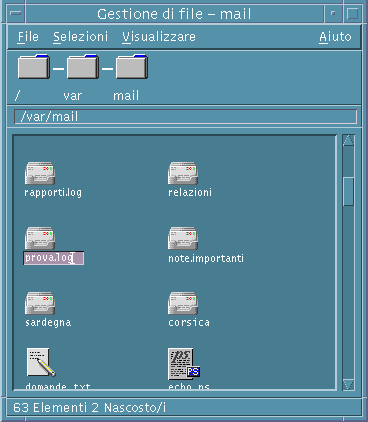 Gestione di file - mail
File Selezioni Visualizzare Aiuto
/ var mail
/var/mail
rapporti.log relazioni
prova.log note.importanti
sardegna corsica
PS PS
domande.txt echo.ps
63 Elementi 2 Nascosto/i